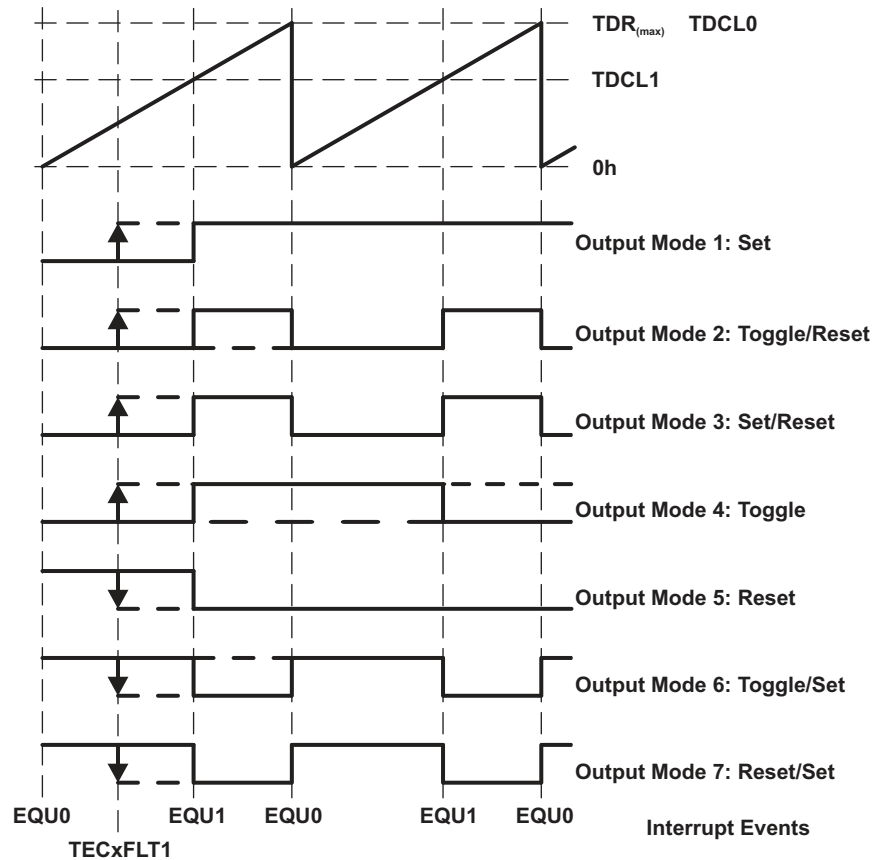 TDR(max) TDCL0
TDCL1
0h
Output Mode 1: Set
Output Mode 2: Toggle/Reset
Output Mode 3: Set/Reset
Output Mode 4: Toggle
Output Mode 5: Reset
Output Mode 6: Toggle/Set
Output Mode 7: Reset/Set
EQU0 EQU1 EQU0 EQU1 EQU0 Interrupt Events
TECxFLT1